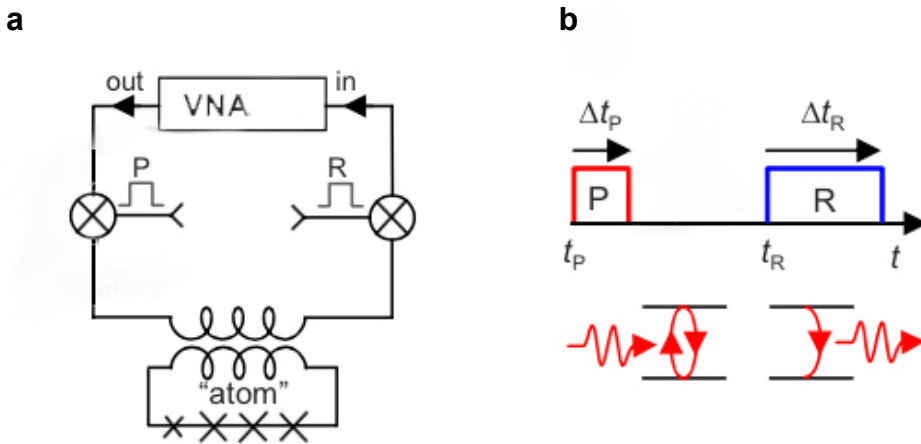 a
b
out
in
VNA
P
R
"atom"
Δt_P
Δt_R
P
R
t_P
t_R
t